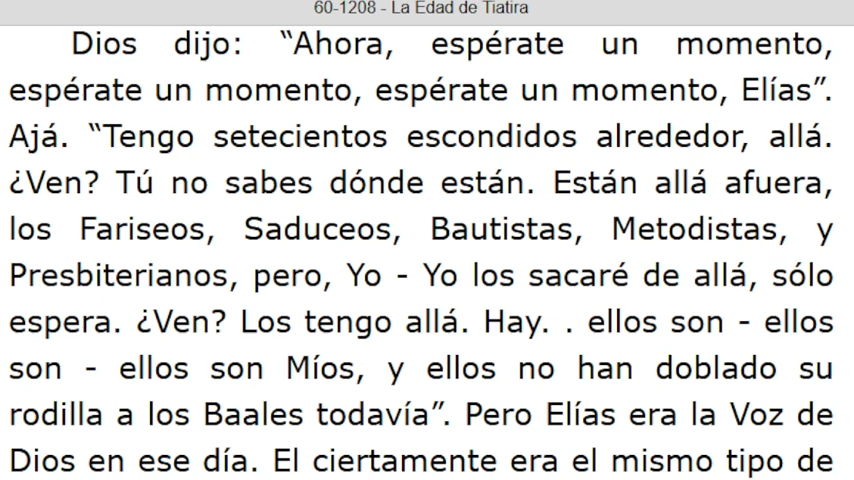 60-1208 - La Edad de Tiatira
Dios dijo: “Ahora, espérate un momento,
espérate un momento, espérate un momento, Elías”.
Ajá. “Tengo setecientos escondidos alrededor, allá.
¿Ven? Tú no sabes dónde están. Están allá afuera,
los Fariseos, Saduceos, Bautistas, Metodistas, y
Presbiterianos, pero, Yo - Yo los sacaré de allá, sólo
espera. ¿Ven? Los tengo allá. Hay. . ellos son - ellos
son - ellos son Míos, y ellos no han doblado su
rodilla a los Baales todavía”. Pero Elías era la Voz de
Dios en ese día. El ciertamente era el mismo tipo de